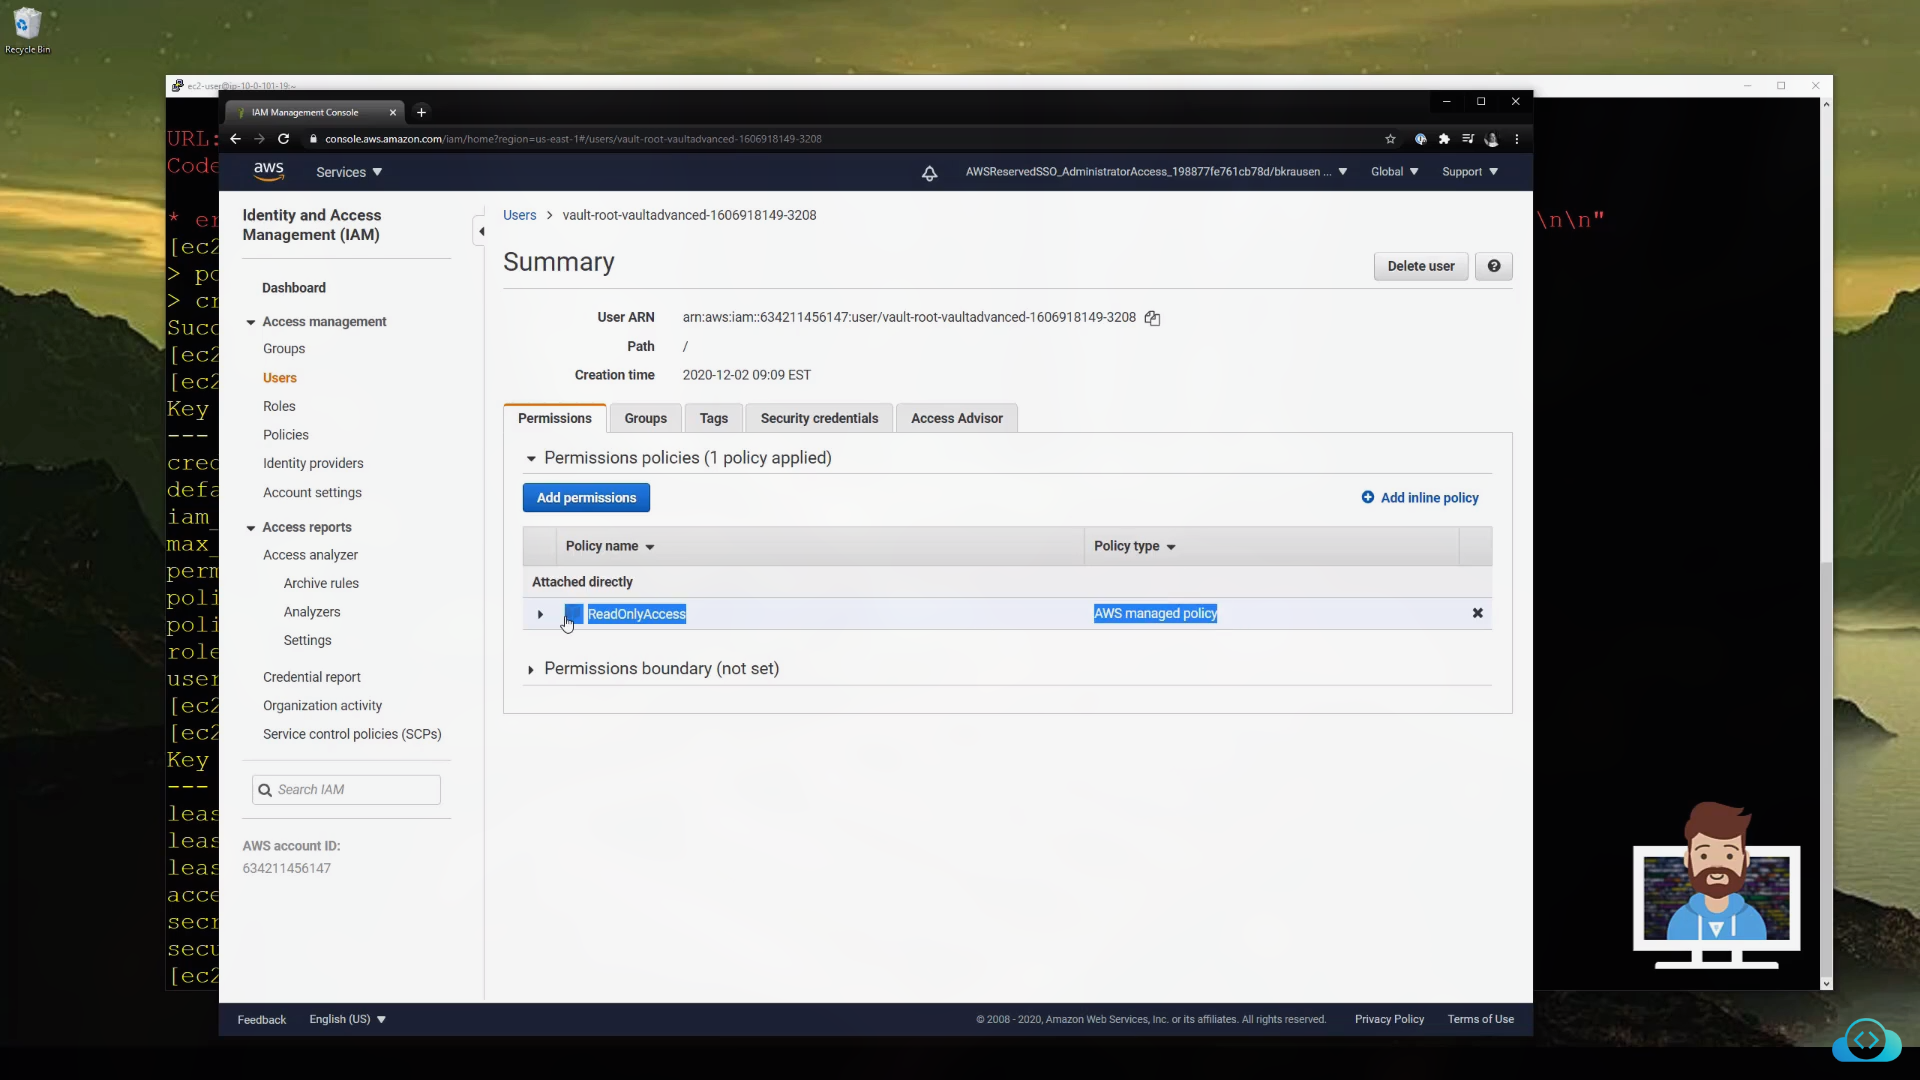 Recycle Bin
ec2-user@ip-10-0-101-19:~
IAM Management Console
console.aws.amazon.com/iam/home?region=us-east-1#/users/vault-root-vaultadvanced-1606918149-3208
aws
Services
AWSReservedSSO_AdministratorAccess_198877fe761cb78d/bkrausen ...
Global
Support
URL:
Code
* er
\n\n"
[ec2
> po
> cr
Succ
[ec2
[ec2
Key
---
cred
defa
iam_
max_
perm
poli
poli
role
user
[ec2
[ec2
Key
---
leas
leas
leas
acce
secr
secu
[ec2
Identity and Access
Management (IAM)
Dashboard
Access management
Groups
Users
Roles
Policies
Identity providers
Account settings
Access reports
Access analyzer
Archive rules
Analyzers
Settings
Credential report
Organization activity
Service control policies (SCPs)
Search IAM
AWS account ID:
634211456147
Users > vault-root-vaultadvanced-1606918149-3208
Summary
Delete user
User ARN arn:aws:iam::634211456147:user/vault-root-vaultadvanced-1606918149-3208
Path /
Creation time 2020-12-02 09:09 EST
Permissions Groups Tags Security credentials Access Advisor
Permissions policies (1 policy applied)
Add permissions
Add inline policy
Policy name Policy type
Attached directly
ReadOnlyAccess AWS managed policy
Permissions boundary (not set)
Feedback English (US)
© 2008 - 2020, Amazon Web Services, Inc. or its affiliates. All rights reserved. Privacy Policy Terms of Use